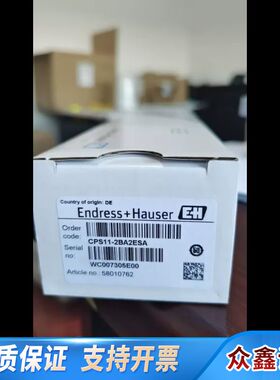 Country of origin: DE
Endress+Hauser EH
Order code: CPS11-2BA2ESA
Serial no: WC007305E00
Article no.: 58010762
质保证 支持开票 众鑫